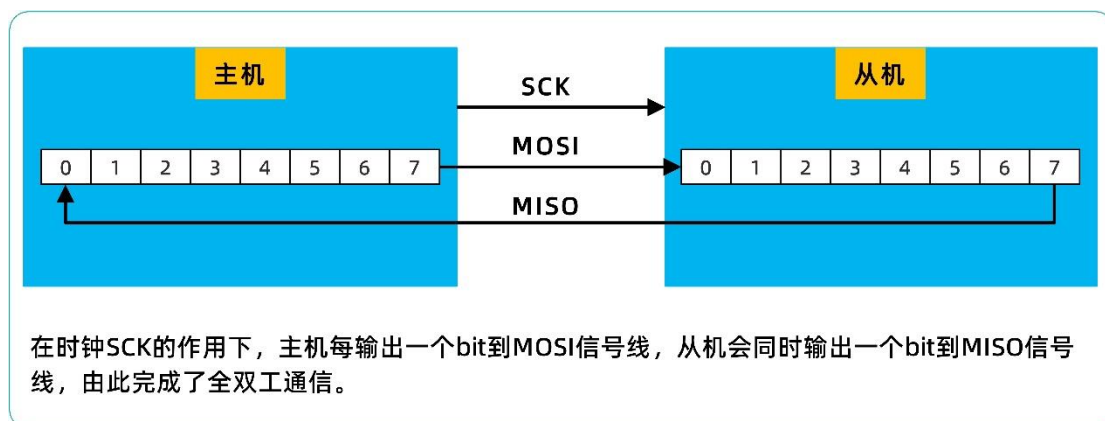 主机
从机
SCK
MOSI
0 1 2 3 4 5 6 7
0 1 2 3 4 5 6 7
MISO
在时钟SCK的作用下，主机每输出一个bit到MOSI信号线，从机会同时输出一个bit到MISO信号
线，由此完成了全双工通信。